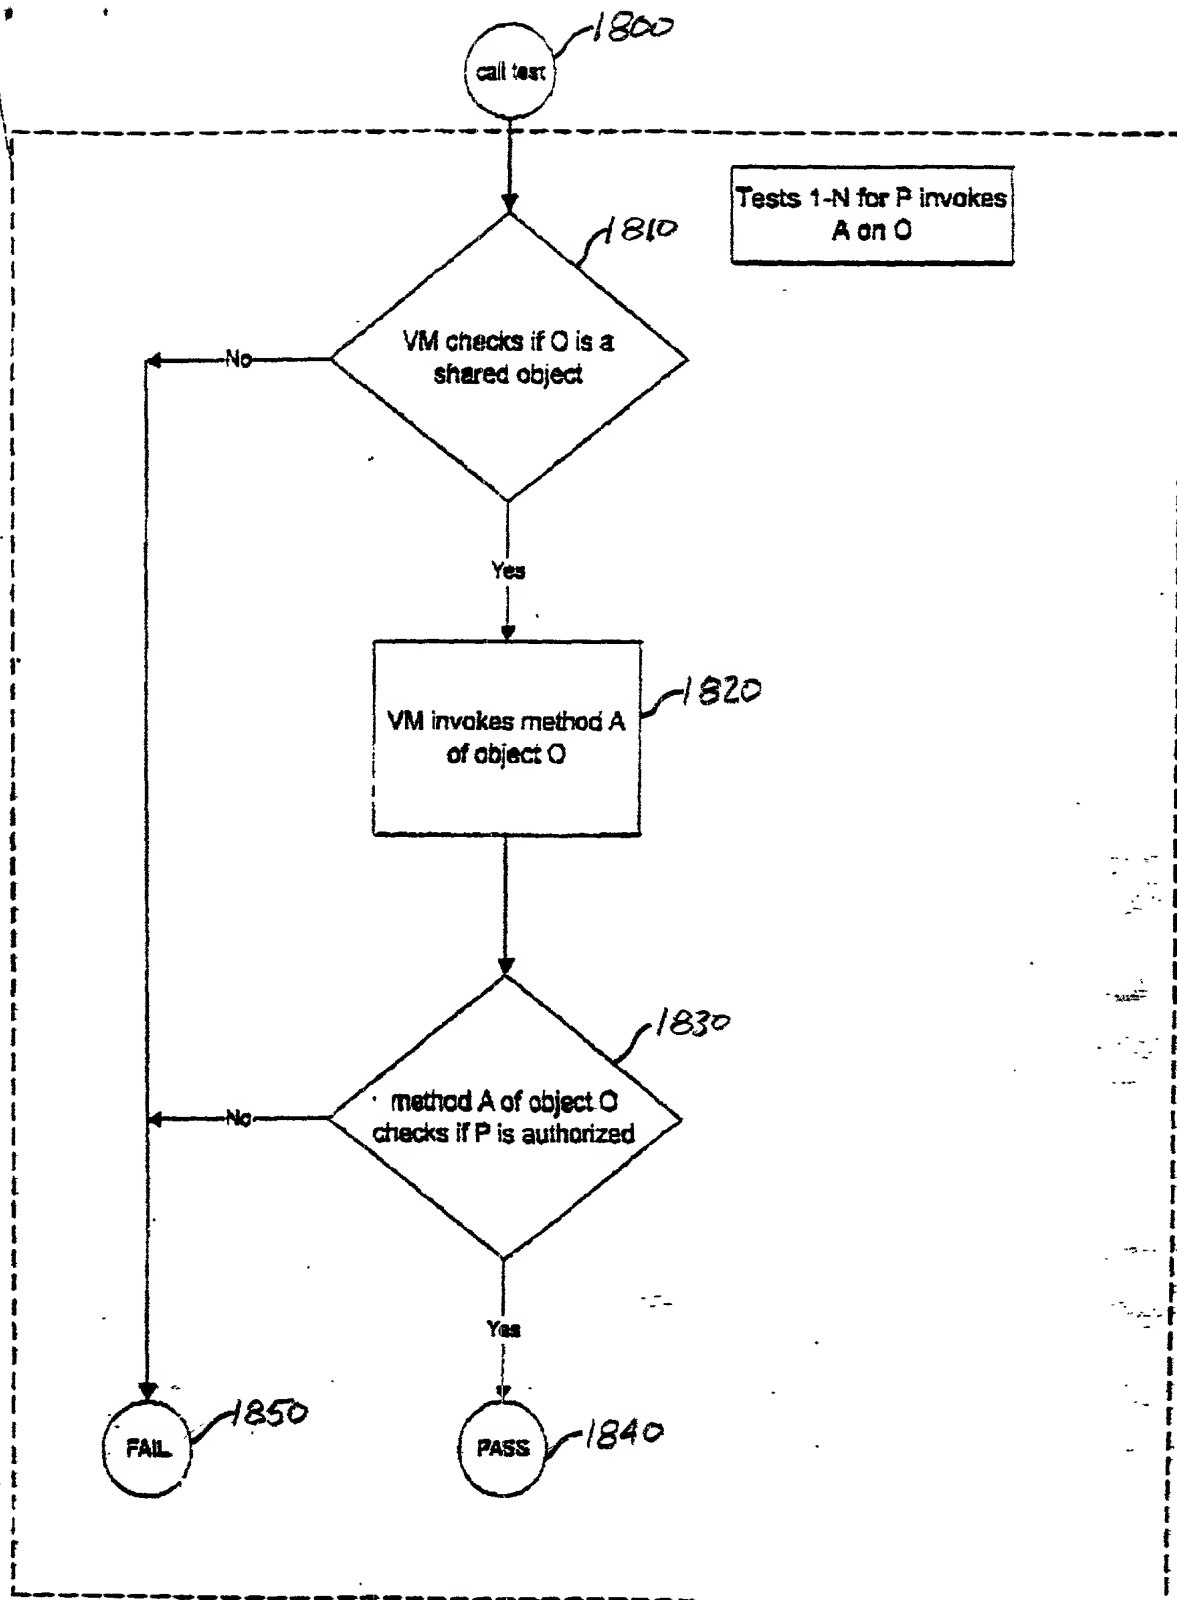 1800
call test
Tests 1-N for P invokes
A on O
1810
VM checks if O is a
shared object
No
Yes
1820
VM invokes method A
of object O
1830
method A of object O
checks if P is authorized
No
Yes
1850
FAIL
1840
PASS